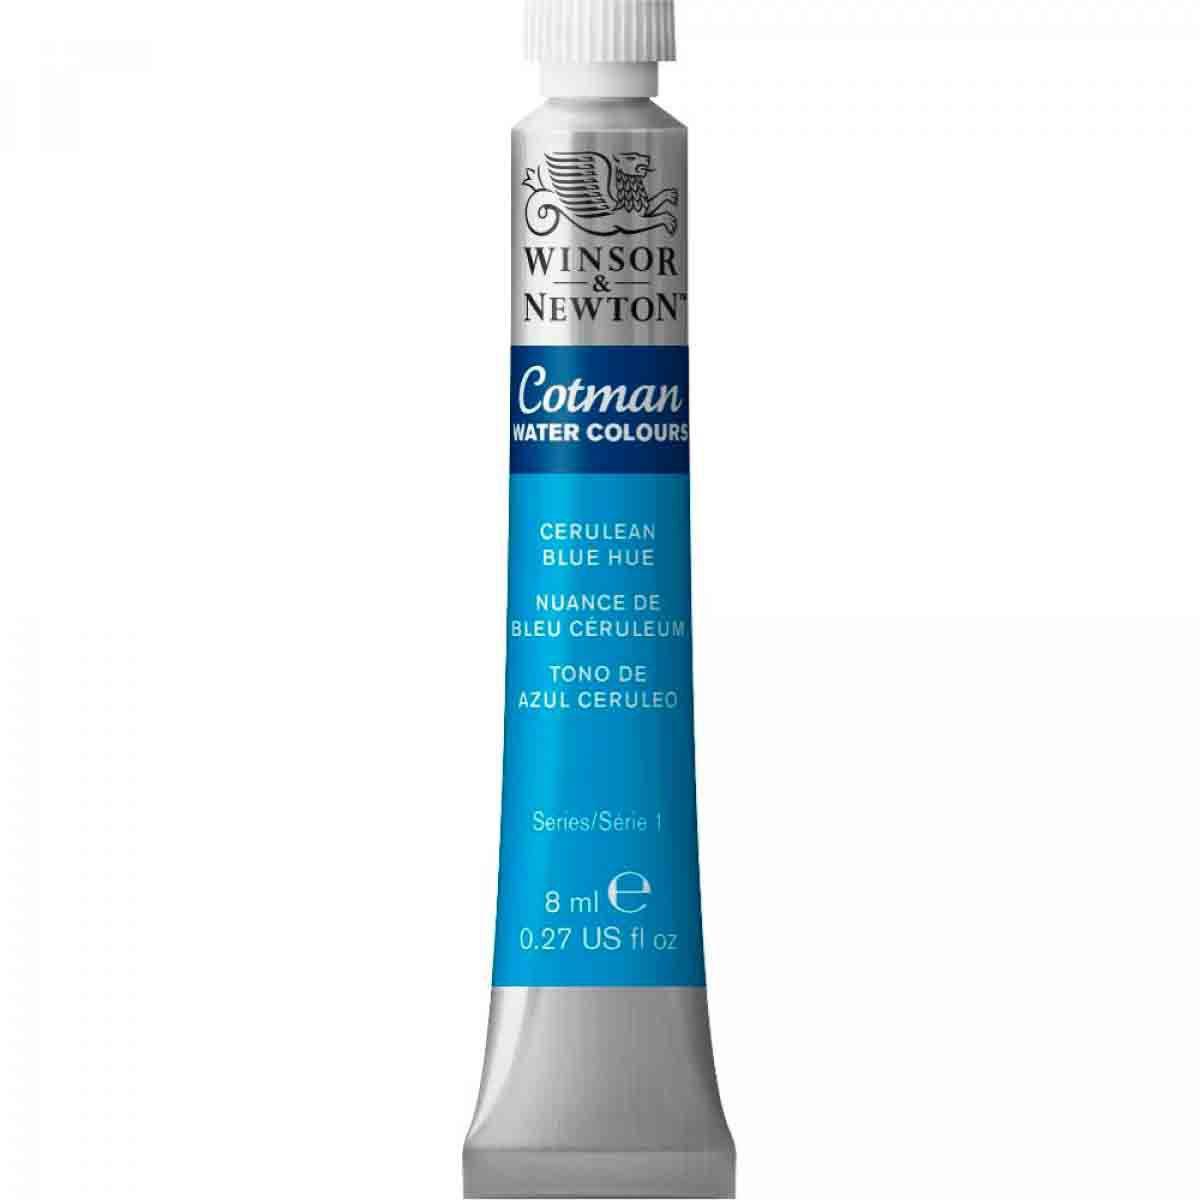 WINSOR
&
NEWTON™
Cotman
WATER COLOURS
CERULEAN
BLUE HUE
NUANCE DE
BLEU CÉRULEUM
TONO DE
AZUL CERULEO
Series/Série 1
8 ml ℮
0.27 US fl oz